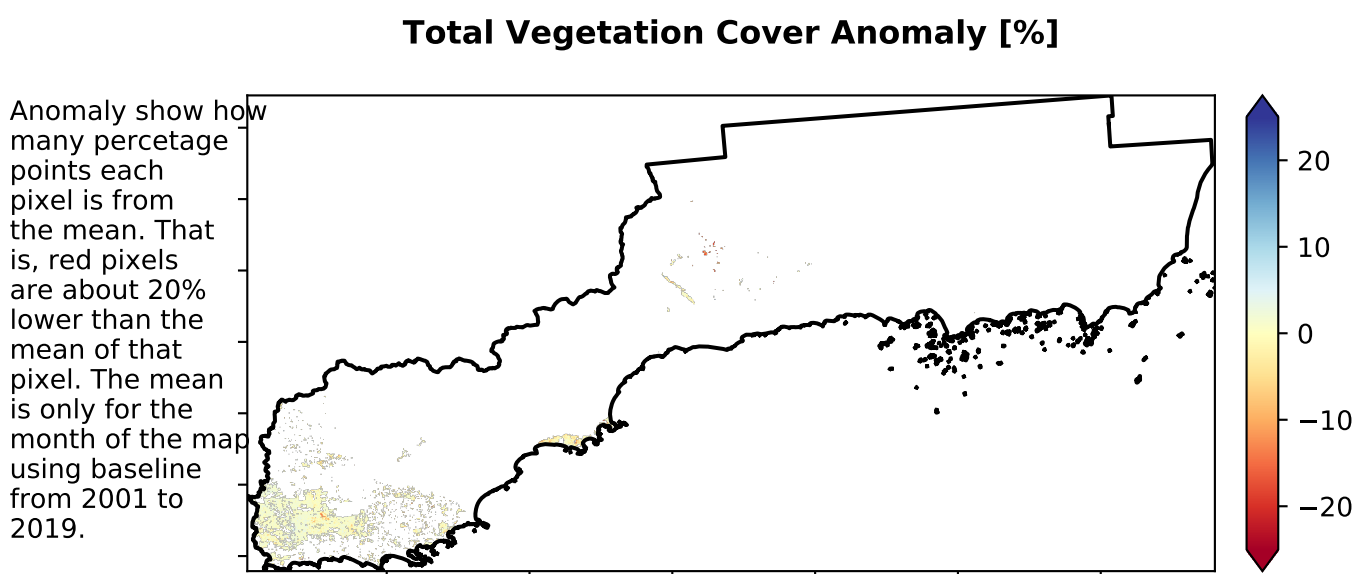 Total Vegetation Cover Anomaly [%]
Anomaly show how
many percetage
points each
pixel is from
the mean. That
is, red pixels
are about 20%
lower than the
mean of that
pixel. The mean
is only for the
month of the map
using baseline
from 2001 to
2019.
20
10
0
−10
−20